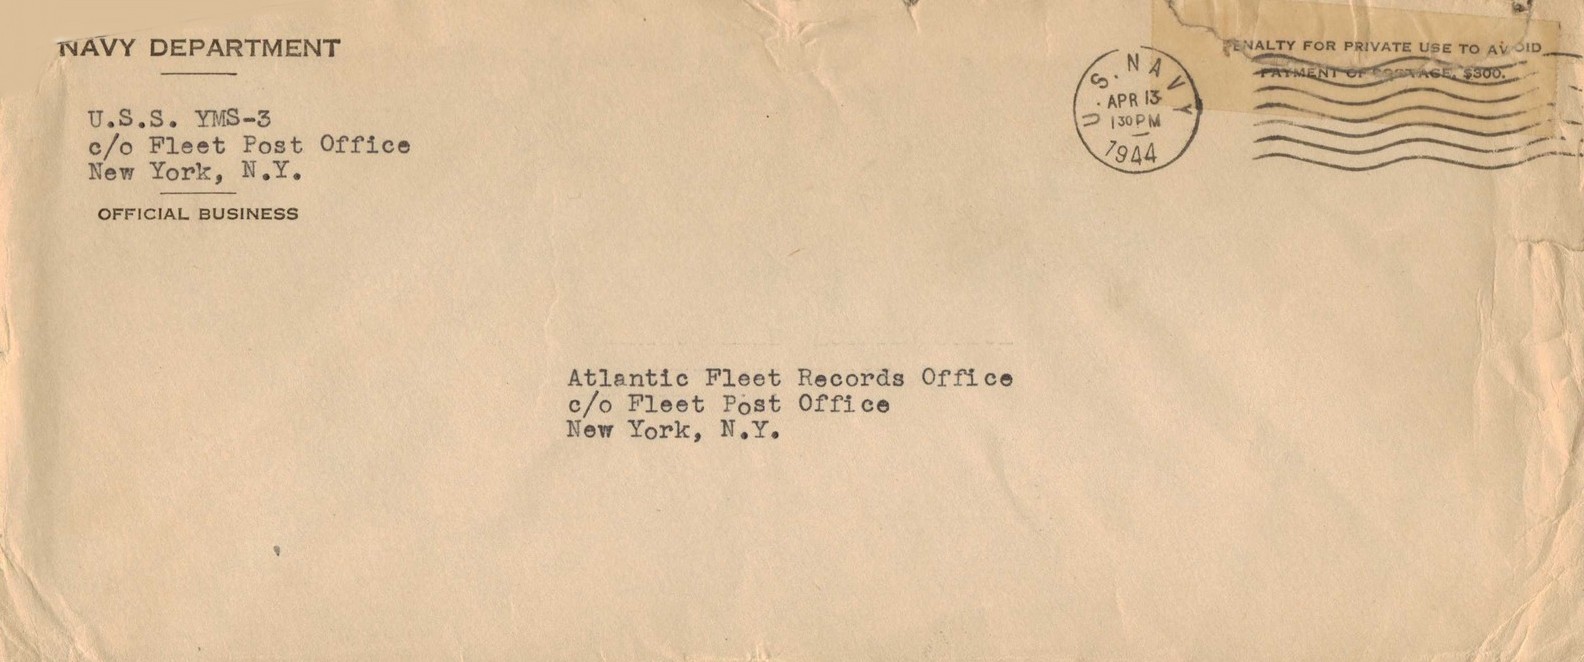 NAVY DEPARTMENT
U.S.S. YMS-3
c/o Fleet Post Office
New York, N.Y.
OFFICIAL BUSINESS
U.S. NAVY
APR 13
1 30 PM
1944
PENALTY FOR PRIVATE USE TO AVOID
PAYMENT OF POSTAGE, $300.
Atlantic Fleet Records Office
c/o Fleet Post Office
New York, N.Y.